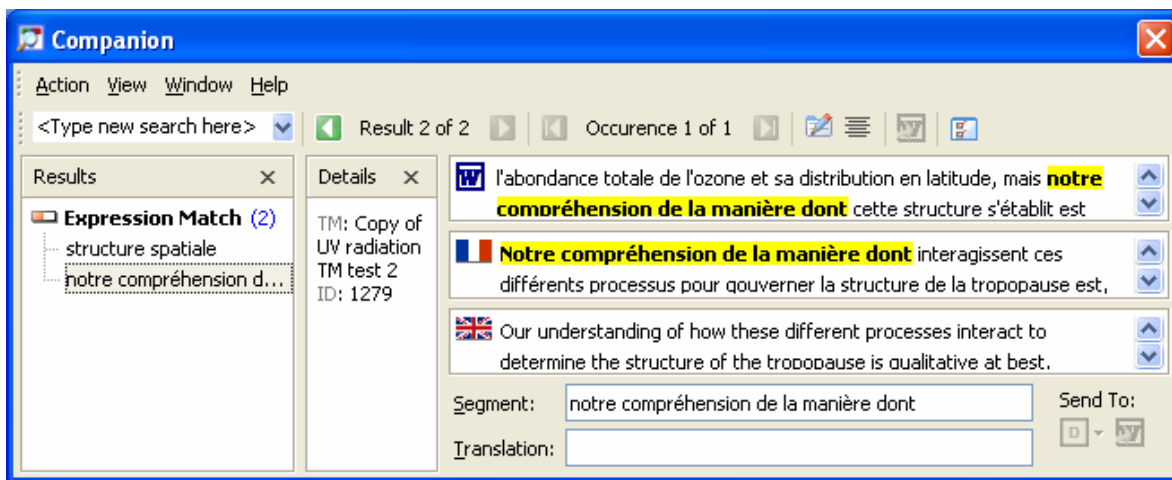 Companion
Action View Window Help
<Type new search here> Result 2 of 2 Occurence 1 of 1
Results
Expression Match (2)
structure spatiale
notre compréhension d...
Details
TM: Copy of
UV radiation
TM test 2
ID: 1279
W l'abondance totale de l'ozone et sa distribution en latitude, mais notre
compréhension de la manière dont cette structure s'établit est
Notre compréhension de la manière dont interagissent ces
différents processus pour gouverner la structure de la tropopause est,
Our understanding of how these different processes interact to
determine the structure of the tropopause is qualitative at best.
Segment: notre compréhension de la manière dont
Translation:
Send To:
D